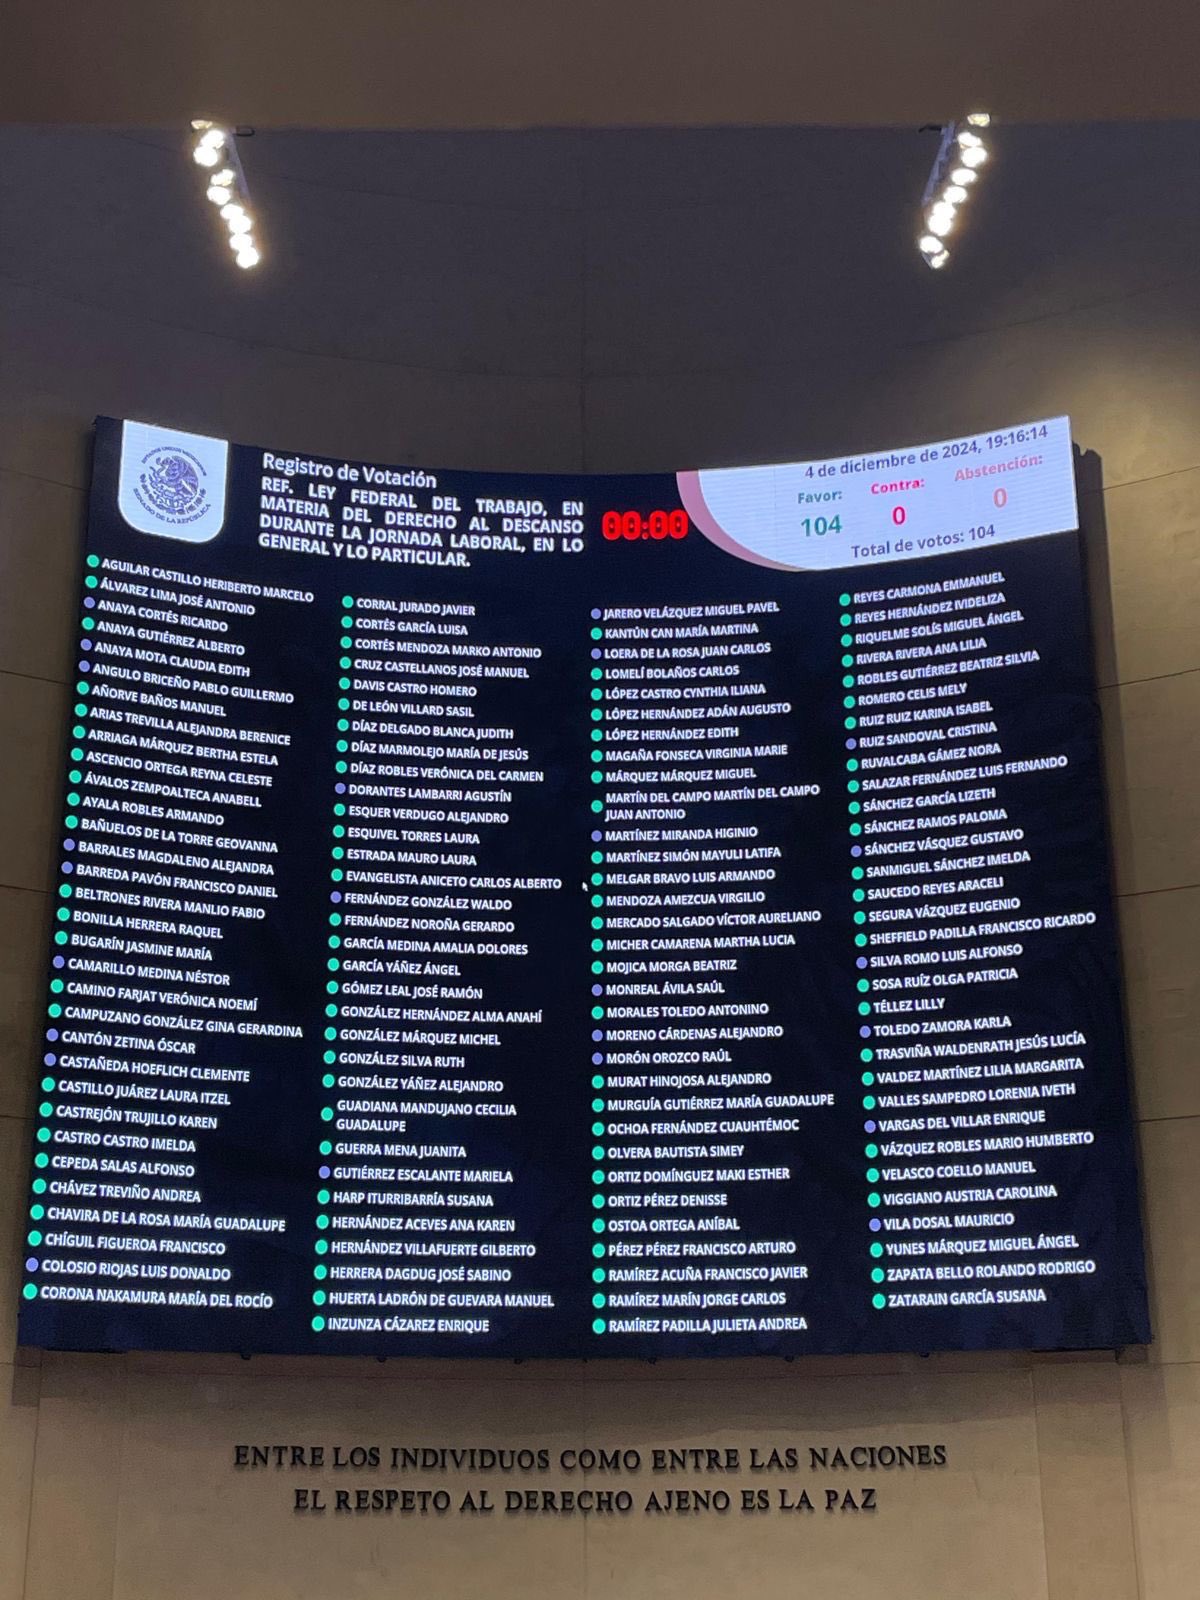 ESTADOS UNIDOS MEXICANOS
SENADO DE LA REPÚBLICA
Registro de Votación
REF. LEY FEDERAL DEL TRABAJO, EN
MATERIA DEL DERECHO AL DESCANSO
DURANTE LA JORNADA LABORAL, EN LO
GENERAL Y LO PARTICULAR.
00:00
4 de diciembre de 2024, 19:16:14
Favor: Contra: Abstención:
104 0 0
Total de votos: 104
AGUILAR CASTILLO HERIBERTO MARCELO
ÁLVAREZ LIMA JOSÉ ANTONIO
ANAYA CORTÉS RICARDO
ANAYA GUTIÉRREZ ALBERTO
ANAYA MOTA CLAUDIA EDITH
ANGULO BRICEÑO PABLO GUILLERMO
AÑORVE BAÑOS MANUEL
ARIAS TREVILLA ALEJANDRA BERENICE
ARRIAGA MÁRQUEZ BERTHA ESTELA
ASCENCIO ORTEGA REYNA CELESTE
ÁVALOS ZEMPOALTECA ANABELL
AYALA ROBLES ARMANDO
BAÑUELOS DE LA TORRE GEOVANNA
BARRALES MAGDALENO ALEJANDRA
BARREDA PAVÓN FRANCISCO DANIEL
BELTRONES RIVERA MANLIO FABIO
BONILLA HERRERA RAQUEL
BUGARÍN JASMINE MARÍA
CAMARILLO MEDINA NÉSTOR
CAMINO FARJAT VERÓNICA NOEMÍ
CAMPUZANO GONZÁLEZ GINA GERARDINA
CANTÓN ZETINA ÓSCAR
CASTAÑEDA HOEFLICH CLEMENTE
CASTILLO JUÁREZ LAURA ITZEL
CASTREJÓN TRUJILLO KAREN
CASTRO CASTRO IMELDA
CEPEDA SALAS ALFONSO
CHÁVEZ TREVIÑO ANDREA
CHAVIRA DE LA ROSA MARÍA GUADALUPE
CHÍGUIL FIGUEROA FRANCISCO
COLOSIO RIOJAS LUIS DONALDO
CORONA NAKAMURA MARÍA DEL ROCÍO
CORRAL JURADO JAVIER
CORTÉS GARCÍA LUISA
CORTÉS MENDOZA MARKO ANTONIO
CRUZ CASTELLANOS JOSÉ MANUEL
DAVIS CASTRO HOMERO
DE LEÓN VILLARD SASIL
DÍAZ DELGADO BLANCA JUDITH
DÍAZ MARMOLEJO MARÍA DE JESÚS
DÍAZ ROBLES VERÓNICA DEL CARMEN
DORANTES LAMBARRI AGUSTÍN
ESQUER VERDUGO ALEJANDRO
ESQUIVEL TORRES LAURA
ESTRADA MAURO LAURA
EVANGELISTA ANICETO CARLOS ALBERTO
FERNÁNDEZ GONZÁLEZ WALDO
FERNÁNDEZ NOROÑA GERARDO
GARCÍA MEDINA AMALIA DOLORES
GARCÍA YÁÑEZ ÁNGEL
GÓMEZ LEAL JOSÉ RAMÓN
GONZÁLEZ HERNÁNDEZ ALMA ANAHÍ
GONZÁLEZ MÁRQUEZ MICHEL
GONZÁLEZ SILVA RUTH
GONZÁLEZ YÁÑEZ ALEJANDRO
GUADIANA MANDUJANO CECILIA
GUADALUPE
GUERRA MENA JUANITA
GUTIÉRREZ ESCALANTE MARIELA
HARP ITURRIBARRÍA SUSANA
HERNÁNDEZ ACEVES ANA KAREN
HERNÁNDEZ VILLAFUERTE GILBERTO
HERRERA DAGDUG JOSÉ SABINO
HUERTA LADRÓN DE GUEVARA MANUEL
INZUNZA CÁZAREZ ENRIQUE
JARERO VELÁZQUEZ MIGUEL PAVEL
KANTÚN CAN MARÍA MARTINA
LOERA DE LA ROSA JUAN CARLOS
LOMELÍ BOLAÑOS CARLOS
LÓPEZ CASTRO CYNTHIA ILIANA
LÓPEZ HERNÁNDEZ ADÁN AUGUSTO
LÓPEZ HERNÁNDEZ EDITH
MAGAÑA FONSECA VIRGINIA MARIE
MÁRQUEZ MÁRQUEZ MIGUEL
MARTÍN DEL CAMPO MARTÍN DEL CAMPO
JUAN ANTONIO
MARTÍNEZ MIRANDA HIGINIO
MARTÍNEZ SIMÓN MAYULI LATIFA
MELGAR BRAVO LUIS ARMANDO
MENDOZA AMEZCUA VIRGILIO
MERCADO SALGADO VÍCTOR AURELIANO
MICHER CAMARENA MARTHA LUCIA
MOJICA MORGA BEATRIZ
MONREAL ÁVILA SAÚL
MORALES TOLEDO ANTONINO
MORENO CÁRDENAS ALEJANDRO
MORÓN OROZCO RAÚL
MURAT HINOJOSA ALEJANDRO
MURGUÍA GUTIÉRREZ MARÍA GUADALUPE
OCHOA FERNÁNDEZ CUAUHTÉMOC
OLVERA BAUTISTA SIMEY
ORTIZ DOMÍNGUEZ MAKI ESTHER
ORTIZ PÉREZ DENISSE
OSTOA ORTEGA ANÍBAL
PÉREZ PÉREZ FRANCISCO ARTURO
RAMÍREZ ACUÑA FRANCISCO JAVIER
RAMÍREZ MARÍN JORGE CARLOS
RAMÍREZ PADILLA JULIETA ANDREA
REYES CARMONA EMMANUEL
REYES HERNÁNDEZ IVIDELIZA
RIQUELME SOLÍS MIGUEL ÁNGEL
RIVERA RIVERA ANA LILIA
ROBLES GUTIÉRREZ BEATRIZ SILVIA
ROMERO CELIS MELY
RUIZ RUIZ KARINA ISABEL
RUIZ SANDOVAL CRISTINA
RUVALCABA GÁMEZ NORA
SALAZAR FERNÁNDEZ LUIS FERNANDO
SÁNCHEZ GARCÍA LIZETH
SÁNCHEZ RAMOS PALOMA
SÁNCHEZ VÁSQUEZ GUSTAVO
SANMIGUEL SÁNCHEZ IMELDA
SAUCEDO REYES ARACELI
SEGURA VÁZQUEZ EUGENIO
SHEFFIELD PADILLA FRANCISCO RICARDO
SILVA ROMO LUIS ALFONSO
SOSA RUÍZ OLGA PATRICIA
TÉLLEZ LILLY
TOLEDO ZAMORA KARLA
TRASVIÑA WALDENRATH JESÚS LUCÍA
VALDEZ MARTÍNEZ LILIA MARGARITA
VALLES SAMPEDRO LORENIA IVETH
VARGAS DEL VILLAR ENRIQUE
VÁZQUEZ ROBLES MARIO HUMBERTO
VELASCO COELLO MANUEL
VIGGIANO AUSTRIA CAROLINA
VILA DOSAL MAURICIO
YUNES MÁRQUEZ MIGUEL ÁNGEL
ZAPATA BELLO ROLANDO RODRIGO
ZATARAIN GARCÍA SUSANA
ENTRE LOS INDIVIDUOS COMO ENTRE LAS NACIONES
EL RESPETO AL DERECHO AJENO ES LA PAZ